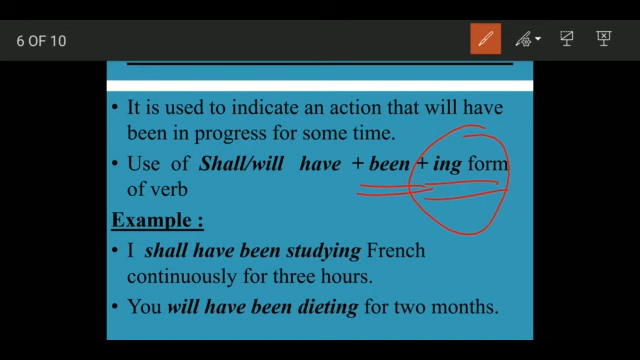 6 OF 10
• It is used to indicate an action that will have
been in progress for some time.
• Use of Shall/will have + been + ing form
of verb
Example :
• I shall have been studying French
continuously for three hours.
• You will have been dieting for two months.